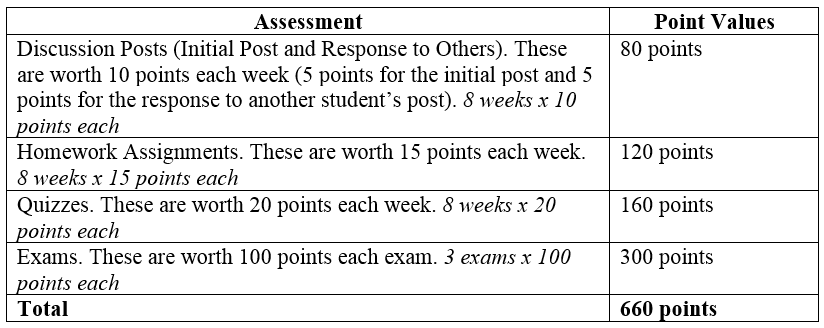 Assessment Point Values
Discussion Posts (Initial Post and Response to Others). These 80 points
are worth 10 points each week (5 points for the initial post and 5
points for the response to another student’s post). 8 weeks x 10
points each
Homework Assignments. These are worth 15 points each week. 120 points
8 weeks x 15 points each
Quizzes. These are worth 20 points each week. 8 weeks x 20 160 points
points each
Exams. These are worth 100 points each exam. 3 exams x 100 300 points
points each
Total 660 points